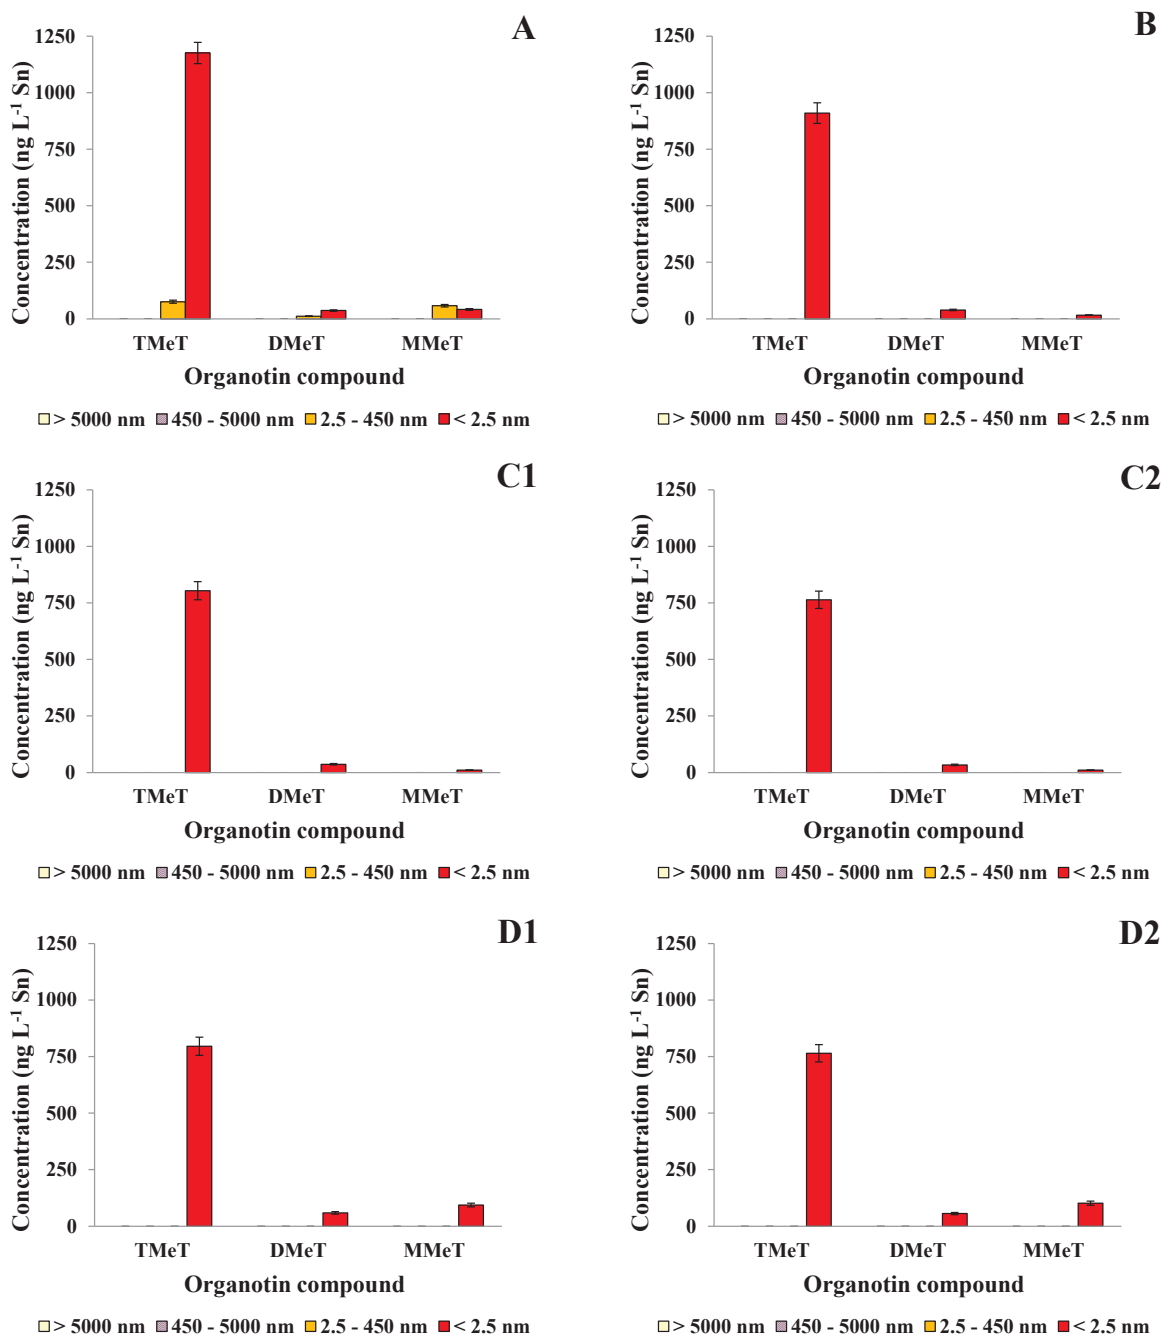 A
Concentration (ng L-1 Sn)
1250
1000
750
500
250
0
TMeT DMeT MMeT
Organotin compound
> 5000 nm 450 - 5000 nm 2.5 - 450 nm < 2.5 nm
B
Concentration (ng L-1 Sn)
1250
1000
750
500
250
0
TMeT DMeT MMeT
Organotin compound
> 5000 nm 450 - 5000 nm 2.5 - 450 nm < 2.5 nm
C1
Concentration (ng L-1 Sn)
1250
1000
750
500
250
0
TMeT DMeT MMeT
Organotin compound
> 5000 nm 450 - 5000 nm 2.5 - 450 nm < 2.5 nm
C2
Concentration (ng L-1 Sn)
1250
1000
750
500
250
0
TMeT DMeT MMeT
Organotin compound
> 5000 nm 450 - 5000 nm 2.5 - 450 nm < 2.5 nm
D1
Concentration (ng L-1 Sn)
1250
1000
750
500
250
0
TMeT DMeT MMeT
Organotin compound
> 5000 nm 450 - 5000 nm 2.5 - 450 nm < 2.5 nm
D2
Concentration (ng L-1 Sn)
1250
1000
750
500
250
0
TMeT DMeT MMeT
Organotin compound
> 5000 nm 450 - 5000 nm 2.5 - 450 nm < 2.5 nm